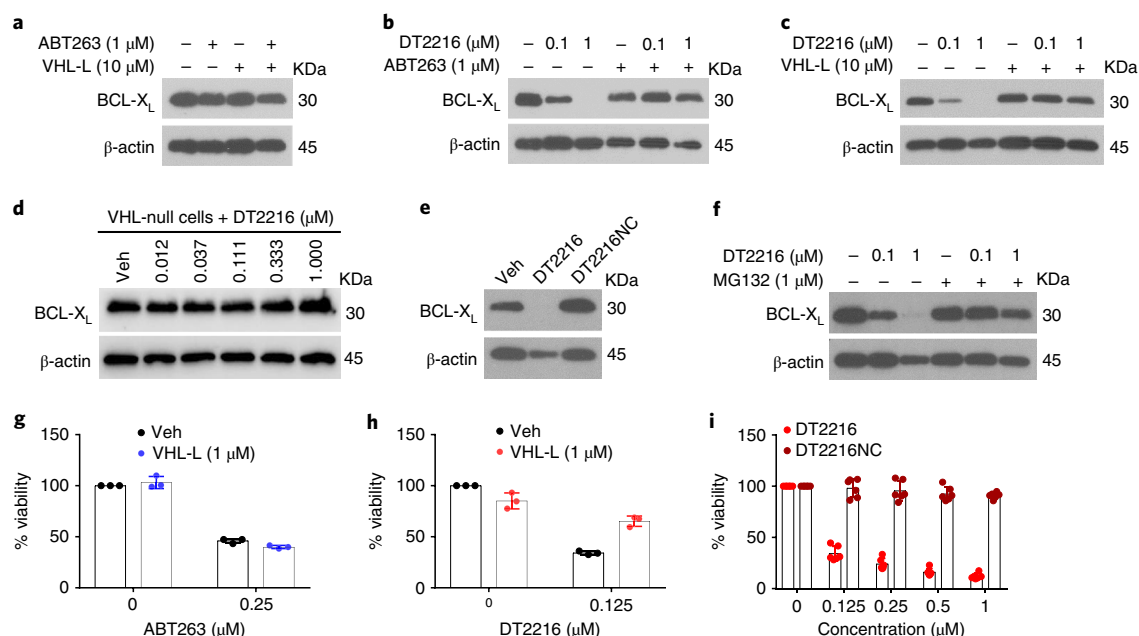 a
ABT263 (1 μM) – + – +
VHL-L (10 μM) – – + + KDa
BCL-XL 30
β-actin 45
b
DT2216 (μM) – 0.1 1 – 0.1 1
ABT263 (1 μM) – – – + + + KDa
BCL-XL 30
β-actin 45
c
DT2216 (μM) – 0.1 1 – 0.1 1
VHL-L (10 μM) – – – + + + KDa
BCL-XL 30
β-actin 45
d
VHL-null cells + DT2216 (μM)
Veh 0.012 0.037 0.111 0.333 1.000 KDa
BCL-XL 30
β-actin 45
e
Veh DT2216 DT2216NC KDa
BCL-XL 30
β-actin 45
f
DT2216 (μM) – 0.1 1 – 0.1 1
MG132 (1 μM) – – – + + + KDa
BCL-XL 30
β-actin 45
g
Veh
VHL-L (1 μM)
% viability
150
100
50
0
0 0.25
ABT263 (μM)
h
Veh
VHL-L (1 μM)
% viability
150
100
50
0
0 0.125
DT2216 (μM)
i
DT2216
DT2216NC
% viability
150
100
50
0
0 0.125 0.25 0.5 1
Concentration (μM)